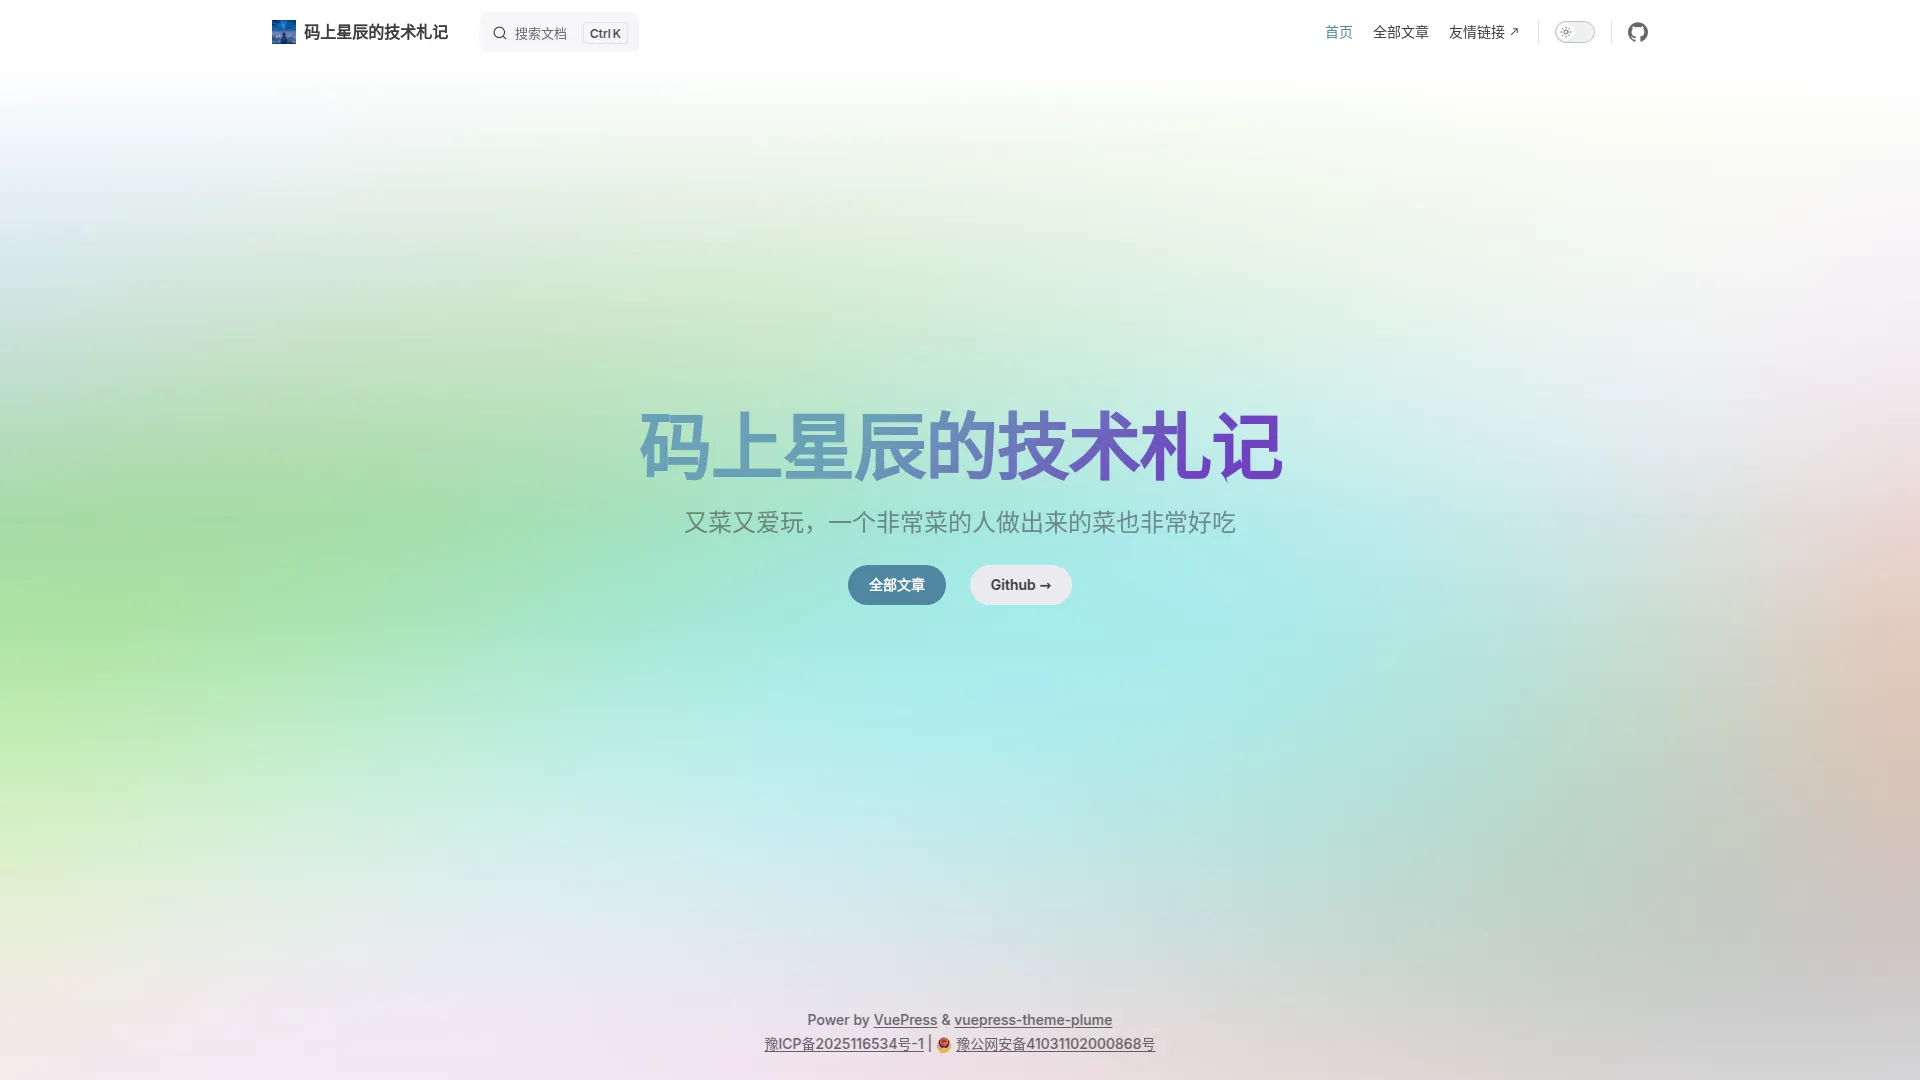 码上星辰的技术札记
搜索文档 Ctrl K
首页 全部文章 友情链接
码上星辰的技术札记
又菜又爱玩，一个非常菜的人做出来的菜也非常好吃
全部文章 Github →
Power by VuePress & vuepress-theme-plume
豫ICP备2025116534号-1 | 豫公网安备41031102000868号